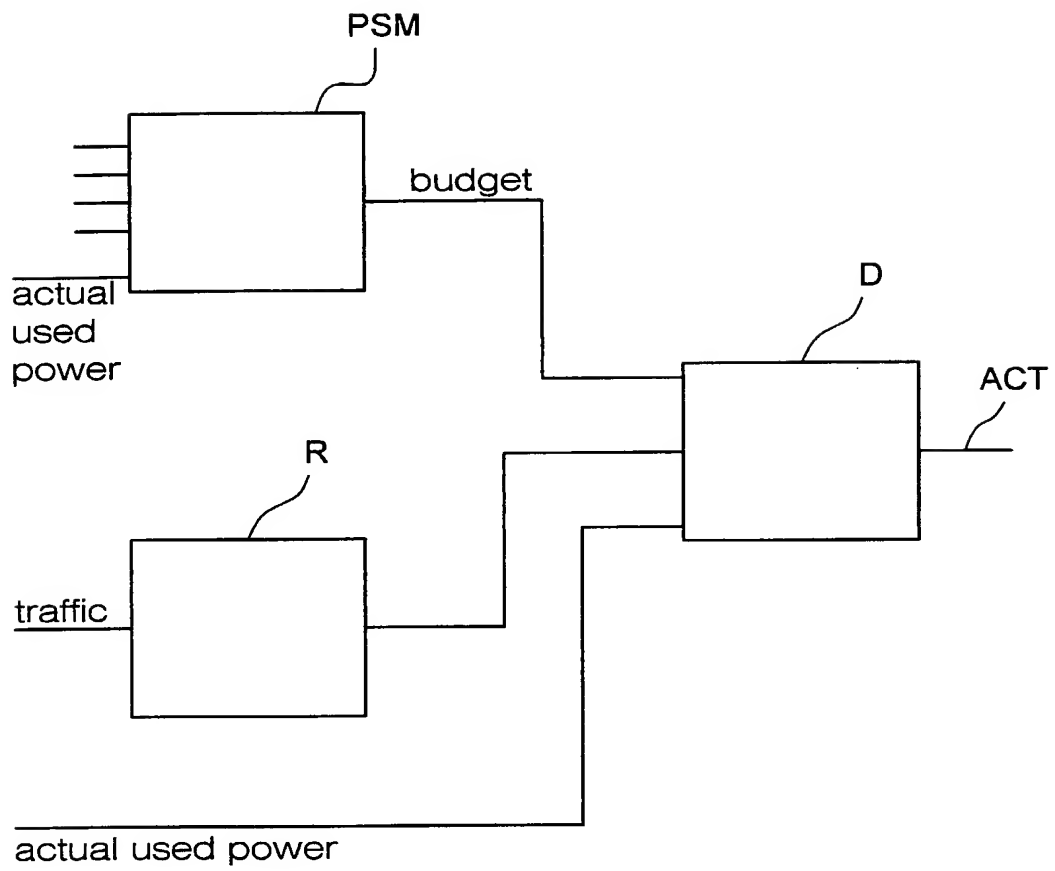 PSM
budget
actual
used
power
D
ACT
R
traffic
actual used power